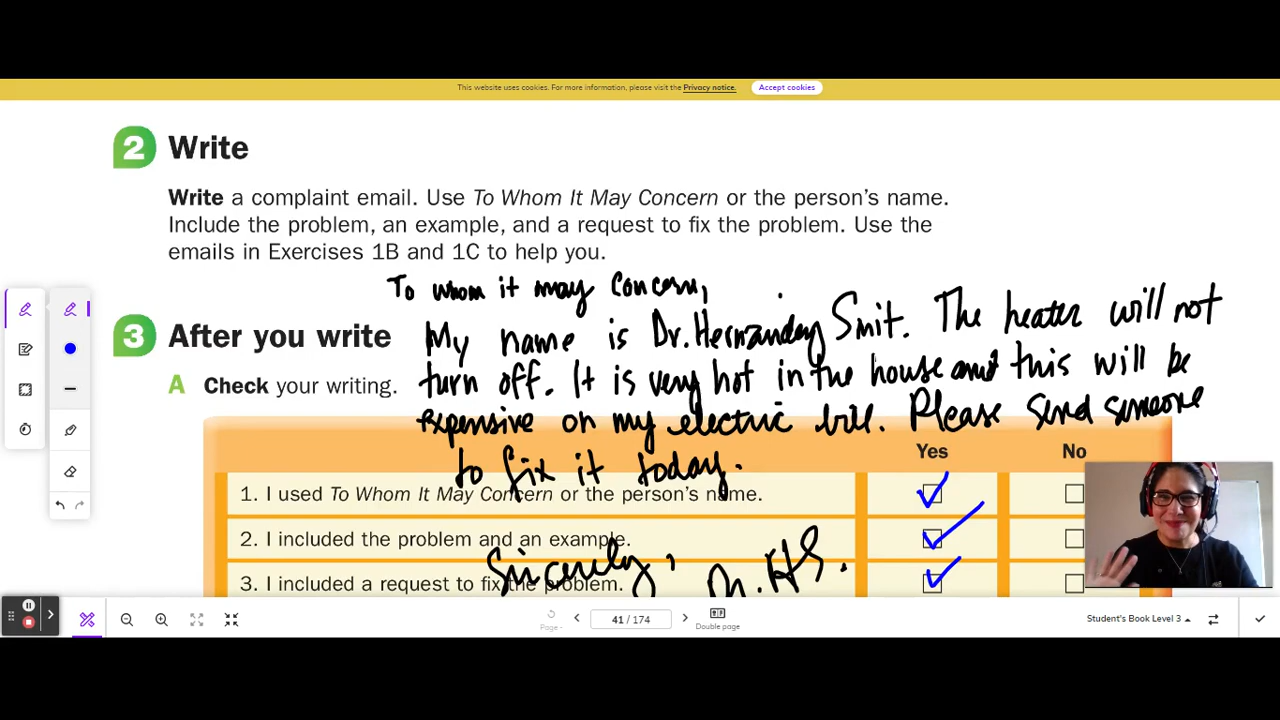 This website uses cookies. For more information, please visit the Privacy notice. Accept cookies
2 Write
Write a complaint email. Use To Whom It May Concern or the person's name.
Include the problem, an example, and a request to fix the problem. Use the
emails in Exercises 1B and 1C to help you.
To whom it may Concern,
3 After you write
My name is Dr. Hernandez Smit. The heater will not
A Check your writing.
turn off. It is very hot in the house and this will be
expensive on my electric bill. Please send someone
Yes No
to fix it today.
1. I used To Whom It May Concern or the person's name.
2. I included the problem and an example.
Sincerely, Dr. HS.
3. I included a request to fix the problem.
Page -
41 / 174
Double page
Student's Book Level 3